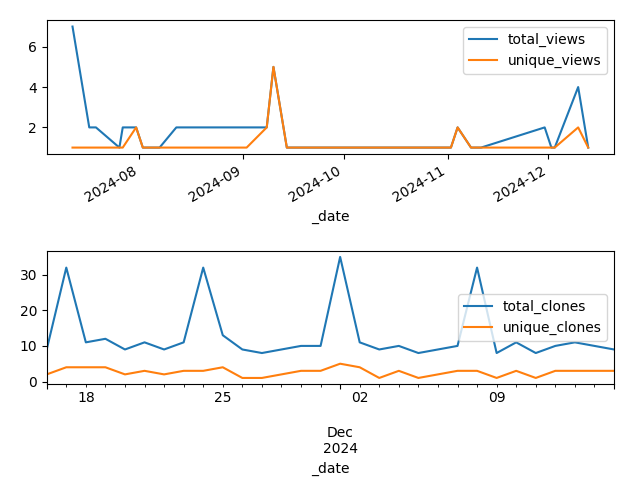 6
4
2
total_views
unique_views
2024-08
2024-09
2024-10
2024-11
2024-12
_date
30
20
10
0
total_clones
unique_clones
18
25
02
09
Dec
2024
_date